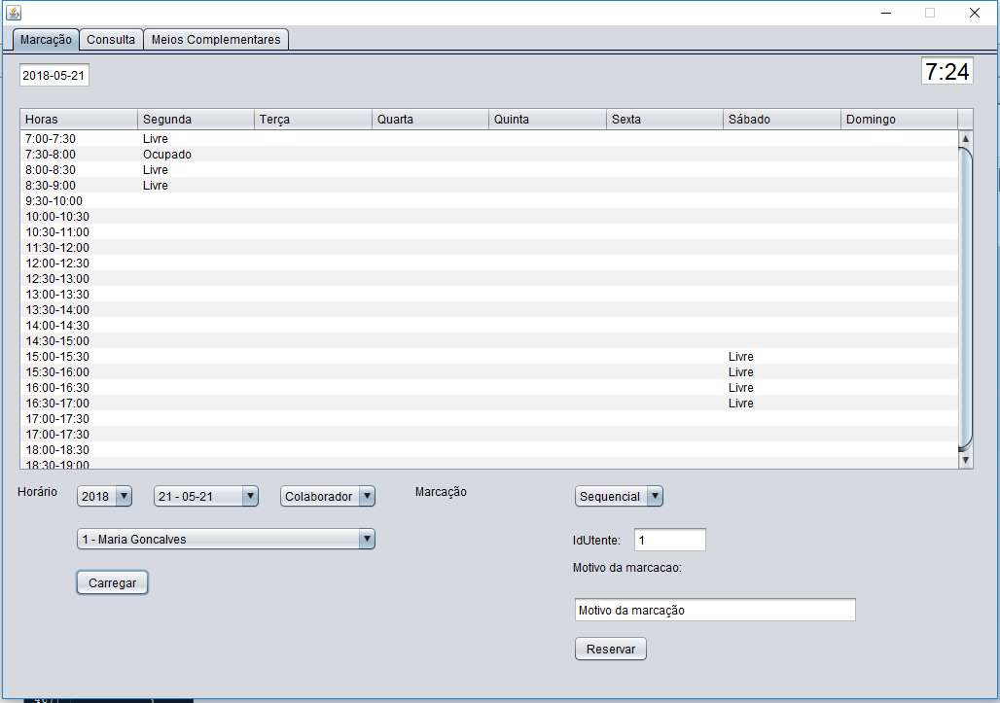 Marcação Consulta Meios Complementares
2018-05-21 7:24
Horas Segunda Terça Quarta Quinta Sexta Sábado Domingo
7:00-7:30 Livre
7:30-8:00 Ocupado
8:00-8:30 Livre
8:30-9:00 Livre
9:30-10:00
10:00-10:30
10:30-11:00
11:30-12:00
12:00-12:30
12:30-13:00
13:00-13:30
13:30-14:00
14:00-14:30
14:30-15:00
15:00-15:30 Livre
15:30-16:00 Livre
16:00-16:30 Livre
16:30-17:00 Livre
17:00-17:30
17:00-17:30
18:00-18:30
18:30-19:00
Horário 2018 21 - 05-21 Colaborador Marcação Sequencial
1 - Maria Goncalves IdUtente: 1
Motivo da marcacao:
Carregar
Motivo da marcação
Reservar